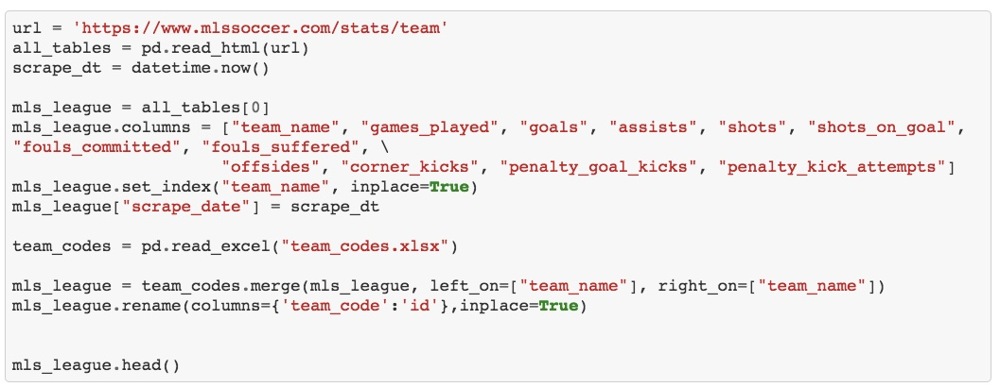 url = 'https://www.mlssoccer.com/stats/team'
all_tables = pd.read_html(url)
scrape_dt = datetime.now()
mls_league = all_tables[0]
mls_league.columns = ["team_name", "games_played", "goals", "assists", "shots", "shots_on_goal",
"fouls_committed", "fouls_suffered", \
"offsides", "corner_kicks", "penalty_goal_kicks", "penalty_kick_attempts"]
mls_league.set_index("team_name", inplace=True)
mls_league["scrape_date"] = scrape_dt
team_codes = pd.read_excel("team_codes.xlsx")
mls_league = team_codes.merge(mls_league, left_on=["team_name"], right_on=["team_name"])
mls_league.rename(columns={'team_code':'id'},inplace=True)
mls_league.head()